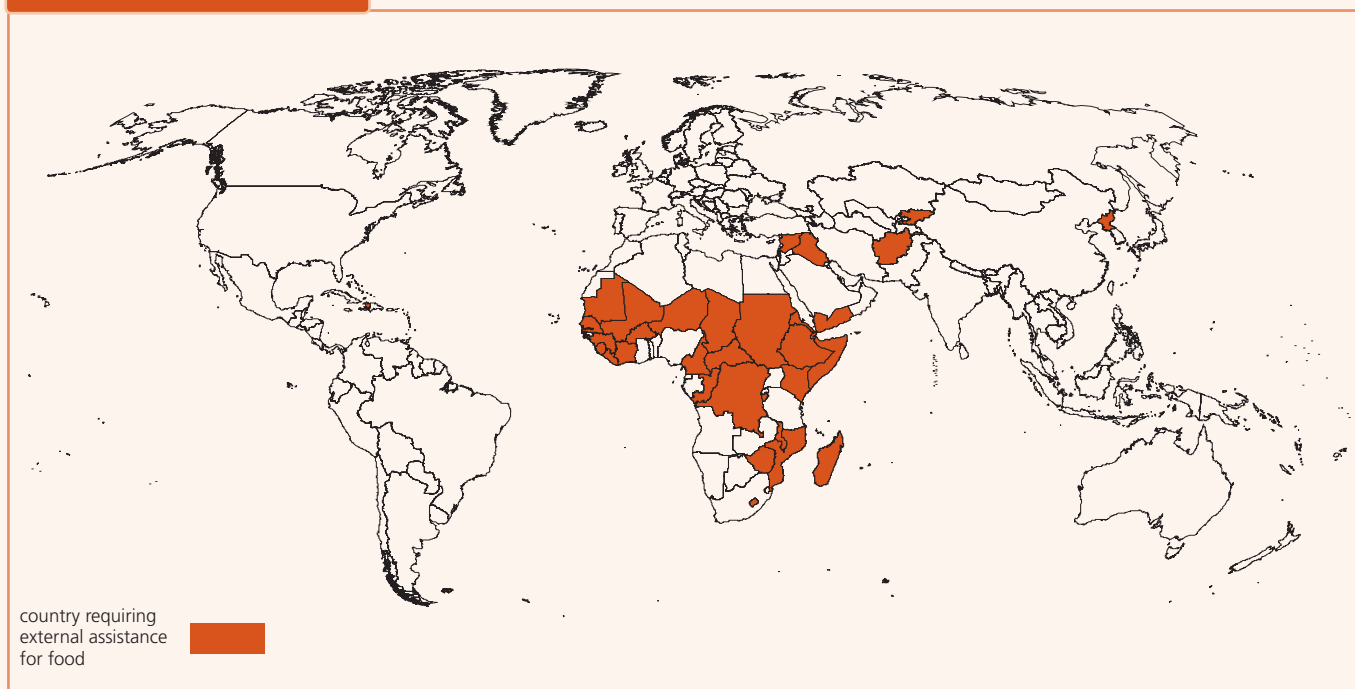 country requiring
external assistance
for food